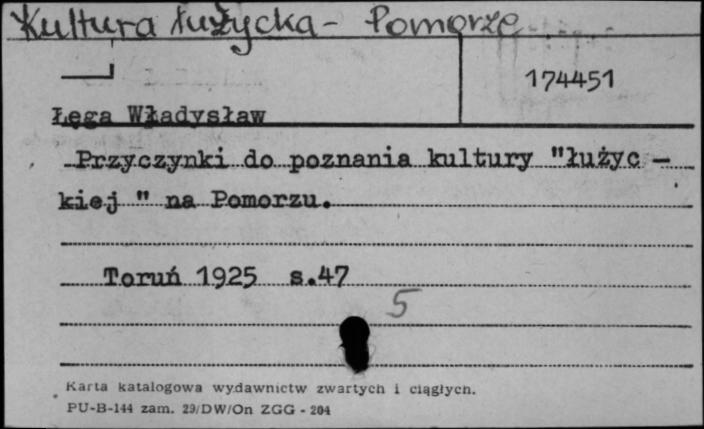 Kultura łużycka - Pomorze
174451
Łęga Władysław
Przyczynki do poznania kultury "łużyc -
kiej " na Pomorzu.
Toruń 1925 s.47
5
Karta katalogowa wydawnictw zwartych i ciągłych.
PU-B-144 zam. 29/DW/On ZGG - 204